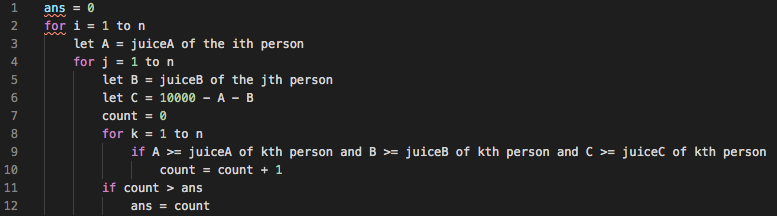 1 ans = 0
2 for i = 1 to n
3 let A = juiceA of the ith person
4 for j = 1 to n
5 let B = juiceB of the jth person
6 let C = 10000 - A - B
7 count = 0
8 for k = 1 to n
9 if A >= juiceA of kth person and B >= juiceB of kth person and C >= juiceC of kth person
10 count = count + 1
11 if count > ans
12 ans = count